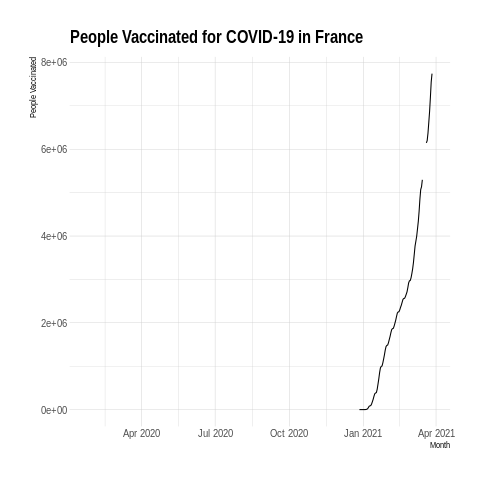 People Vaccinated for COVID-19 in France
People Vaccinated
8e+06
6e+06
4e+06
2e+06
0e+00
Apr 2020 Jul 2020 Oct 2020 Jan 2021 Apr 2021
Month